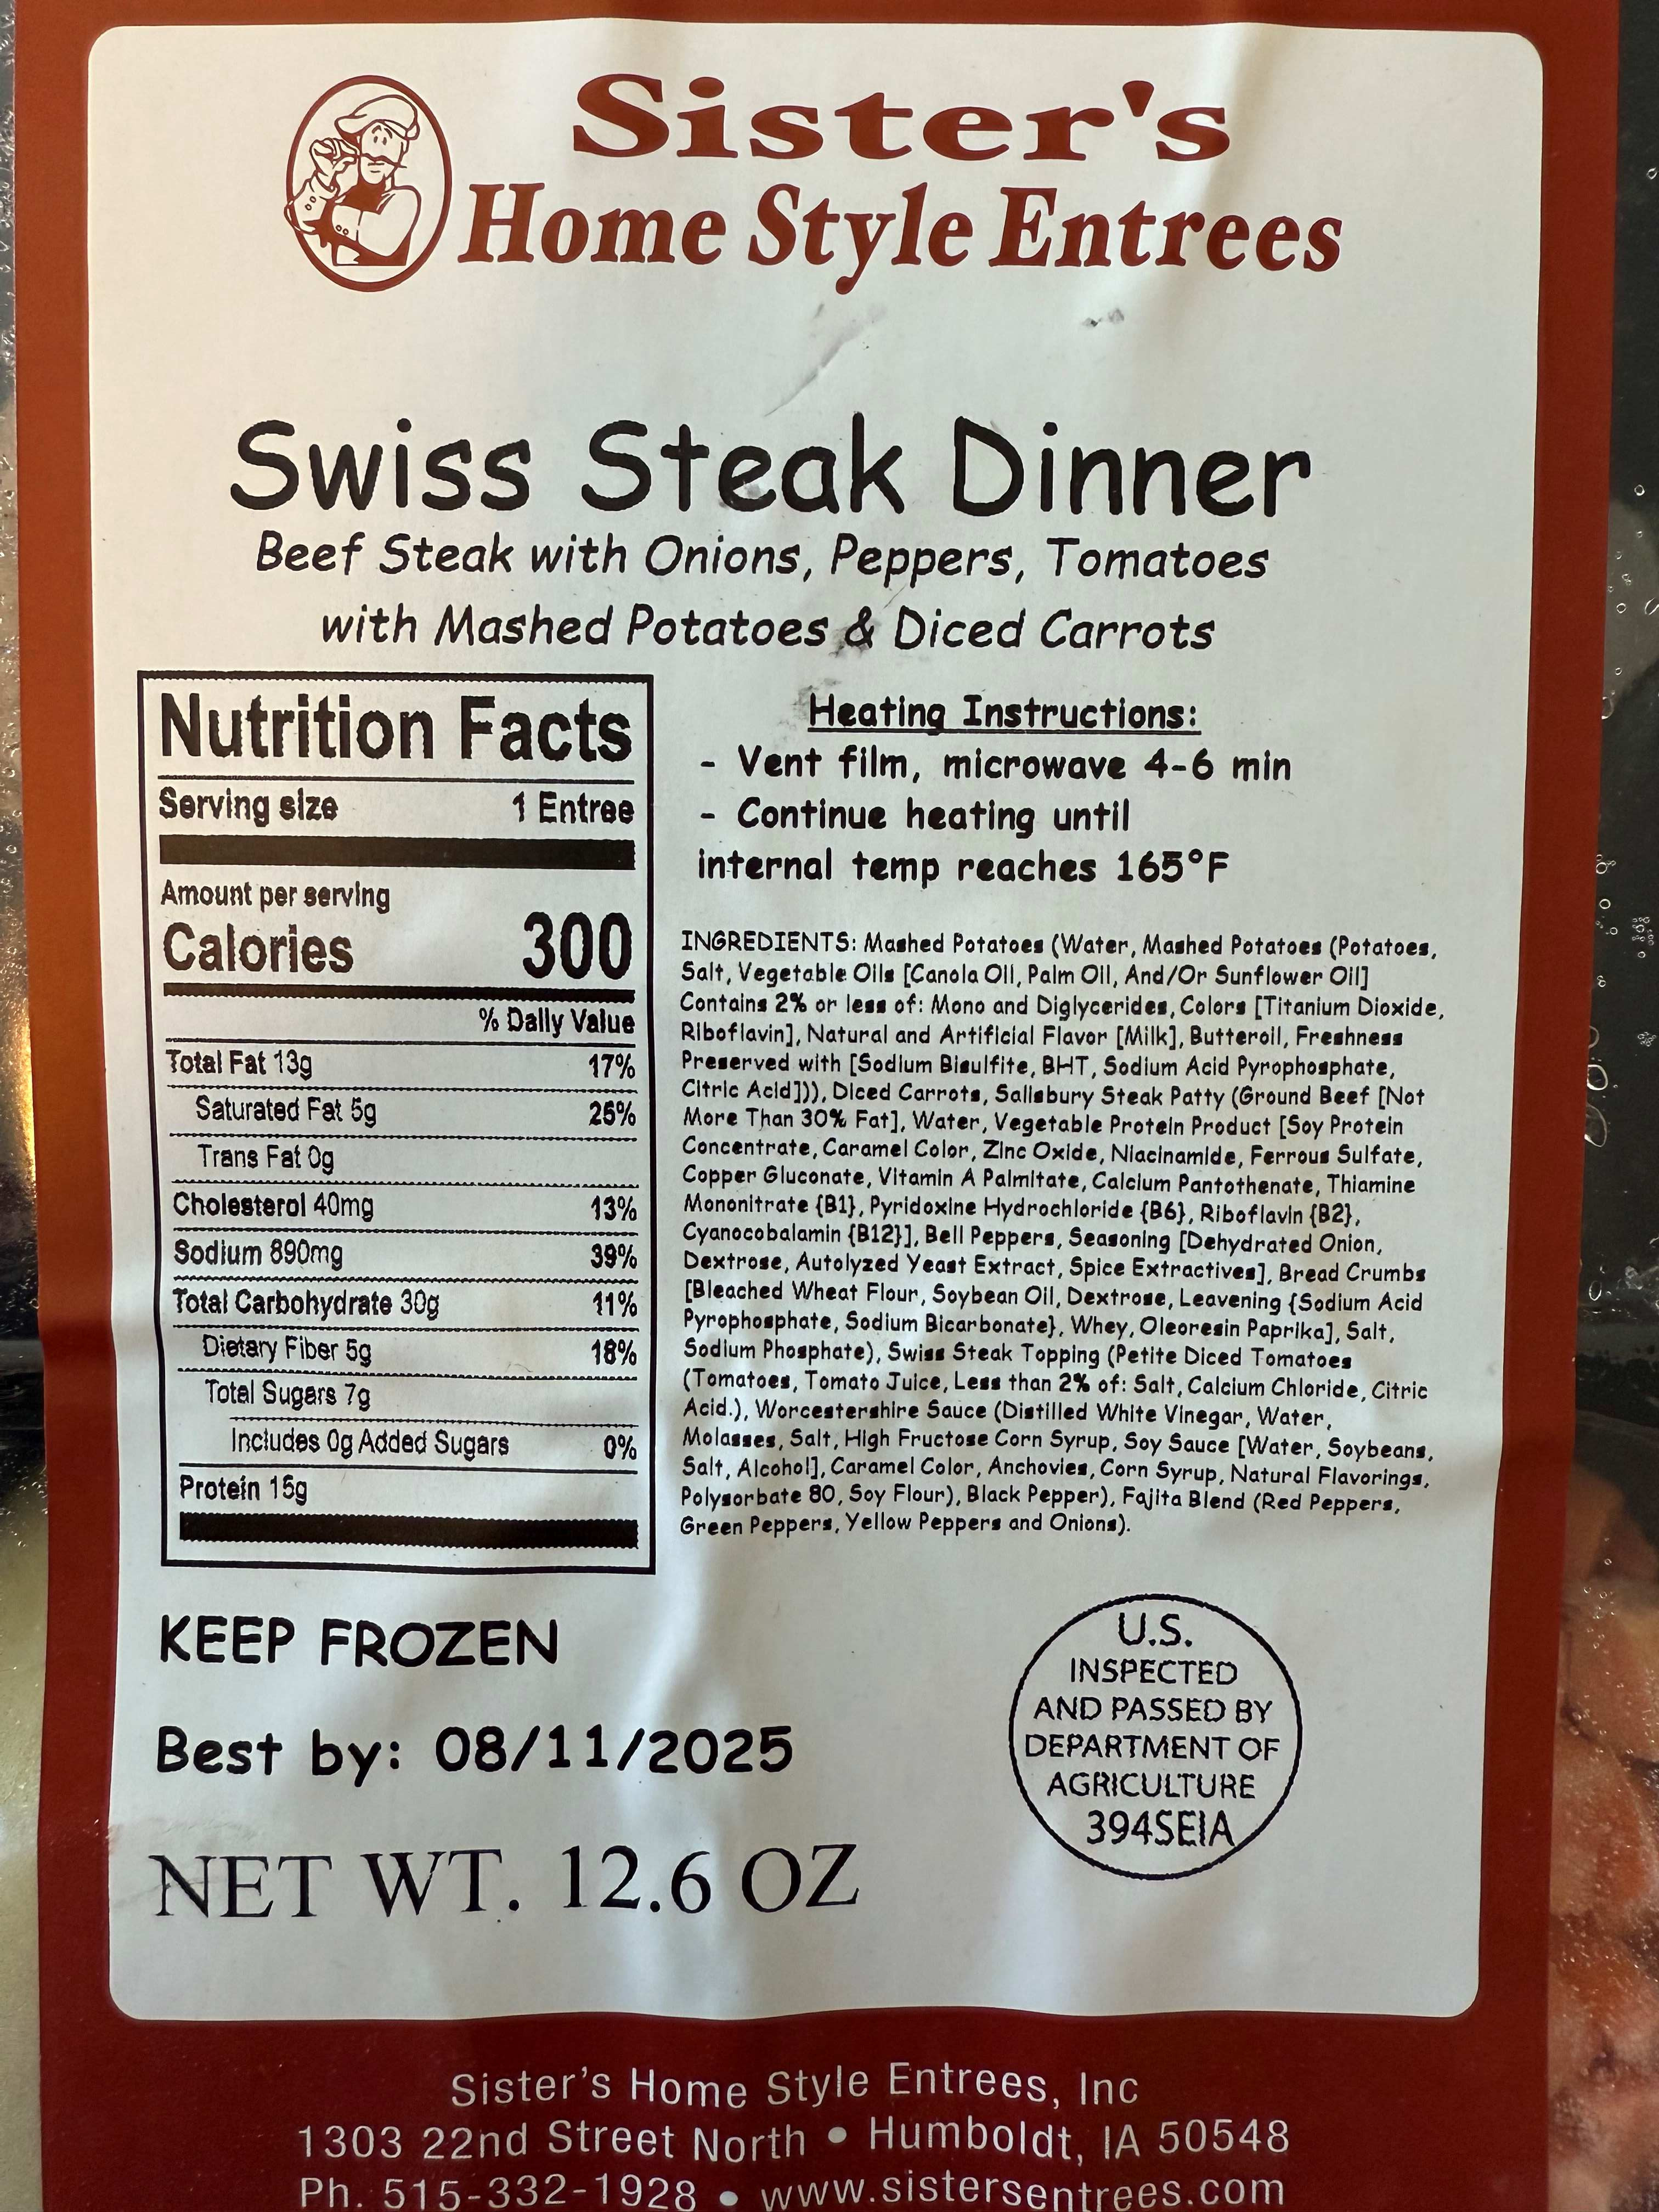 Sister's
Home Style Entrees
Swiss Steak Dinner
Beef Steak with Onions, Peppers, Tomatoes
with Mashed Potatoes & Diced Carrots
Nutrition Facts
Serving size 1 Entree
Amount per serving
Calories 300
% Daily Value
Total Fat 13g 17%
Saturated Fat 5g 25%
Trans Fat 0g
Cholesterol 40mg 13%
Sodium 890mg 39%
Total Carbohydrate 30g 11%
Dietary Fiber 5g 18%
Total Sugars 7g
Includes 0g Added Sugars 0%
Protein 15g
Heating Instructions:
- Vent film, microwave 4-6 min
- Continue heating until
internal temp reaches 165°F
INGREDIENTS: Mashed Potatoes (Water, Mashed Potatoes (Potatoes,
Salt, Vegetable Oils [Canola Oil, Palm Oil, And/Or Sunflower Oil]
Contains 2% or less of: Mono and Diglycerides, Colors [Titanium Dioxide,
Riboflavin], Natural and Artificial Flavor [Milk], Butteroil, Freshness
Preserved with [Sodium Bisulfite, BHT, Sodium Acid Pyrophosphate,
Citric Acid])), Diced Carrots, Salisbury Steak Patty (Ground Beef [Not
More Than 30% Fat], Water, Vegetable Protein Product [Soy Protein
Concentrate, Caramel Color, Zinc Oxide, Niacinamide, Ferrous Sulfate,
Copper Gluconate, Vitamin A Palmitate, Calcium Pantothenate, Thiamine
Mononitrate {B1}, Pyridoxine Hydrochloride {B6}, Riboflavin {B2},
Cyanocobalamin {B12}], Bell Peppers, Seasoning [Dehydrated Onion,
Dextrose, Autolyzed Yeast Extract, Spice Extractives], Bread Crumbs
[Bleached Wheat Flour, Soybean Oil, Dextrose, Leavening {Sodium Acid
Pyrophosphate, Sodium Bicarbonate}, Whey, Oleoresin Paprika], Salt,
Sodium Phosphate), Swiss Steak Topping (Petite Diced Tomatoes
(Tomatoes, Tomato Juice, Less than 2% of: Salt, Calcium Chloride, Citric
Acid.), Worcestershire Sauce (Distilled White Vinegar, Water,
Molasses, Salt, High Fructose Corn Syrup, Soy Sauce [Water, Soybeans,
Salt, Alcohol], Caramel Color, Anchovies, Corn Syrup, Natural Flavorings,
Polysorbate 80, Soy Flour), Black Pepper), Fajita Blend (Red Peppers,
Green Peppers, Yellow Peppers and Onions).
KEEP FROZEN
Best by: 08/11/2025
NET WT. 12.6 OZ
U.S.
INSPECTED
AND PASSED BY
DEPARTMENT OF
AGRICULTURE
394SEIA
Sister's Home Style Entrees, Inc
1303 22nd Street North • Humboldt, IA 50548
Ph. 515-332-1928 • www.sistersentrees.com